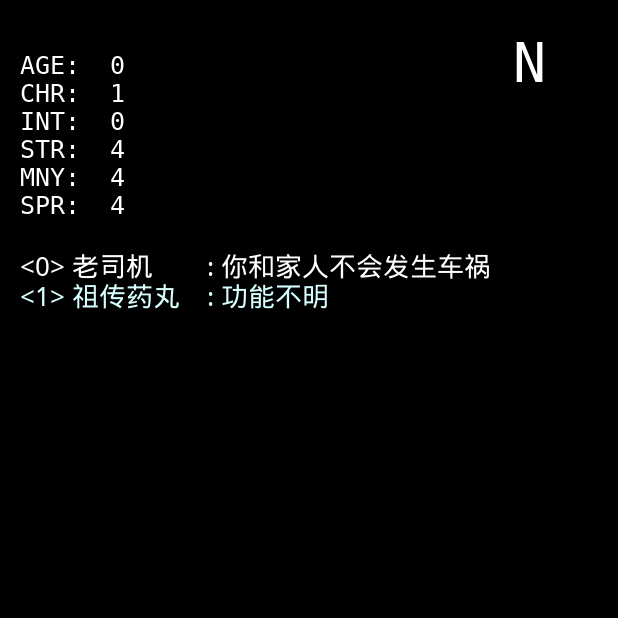 N
AGE: 0
CHR: 1
INT: 0
STR: 4
MNY: 4
SPR: 4
<0> 老司机 : 你和家人不会发生车祸
<1> 祖传药丸 : 功能不明